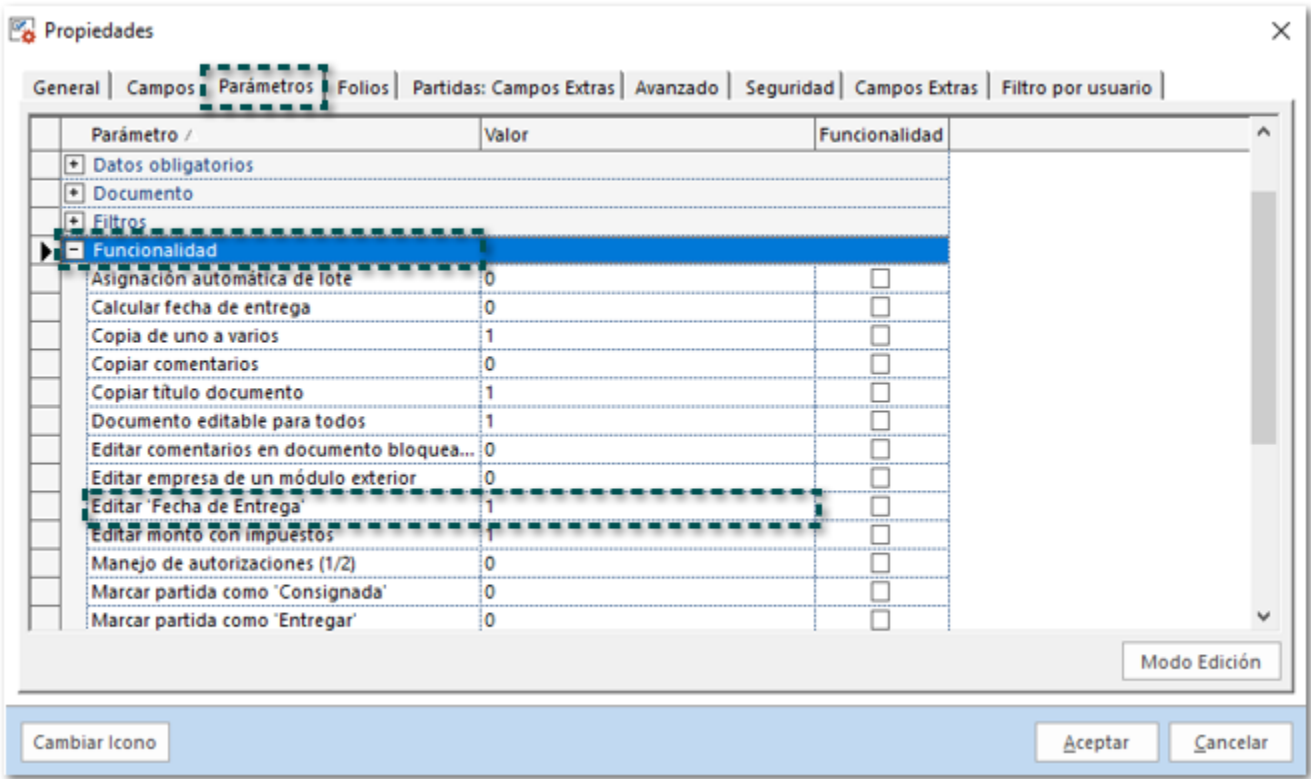 Propiedades
General Campos Parámetros Folios Partidas: Campos Extras Avanzado Seguridad Campos Extras Filtro por usuario
Parámetro Valor Funcionalidad
Datos obligatorios
Documento
Filtros
Funcionalidad
Asignación automática de lote 0
Calcular fecha de entrega 0
Copia de uno a varios 1
Copiar comentarios 0
Copiar título documento 1
Documento editable para todos 1
Editar comentarios en documento bloquea... 0
Editar empresa de un módulo exterior 0
Editar 'Fecha de Entrega' 1
Editar monto con impuestos 1
Manejo de autorizaciones (1/2) 0
Marcar partida como 'Consignada' 0
Marcar partida como 'Entregar' 0
Modo Edición
Cambiar Icono Aceptar Cancelar